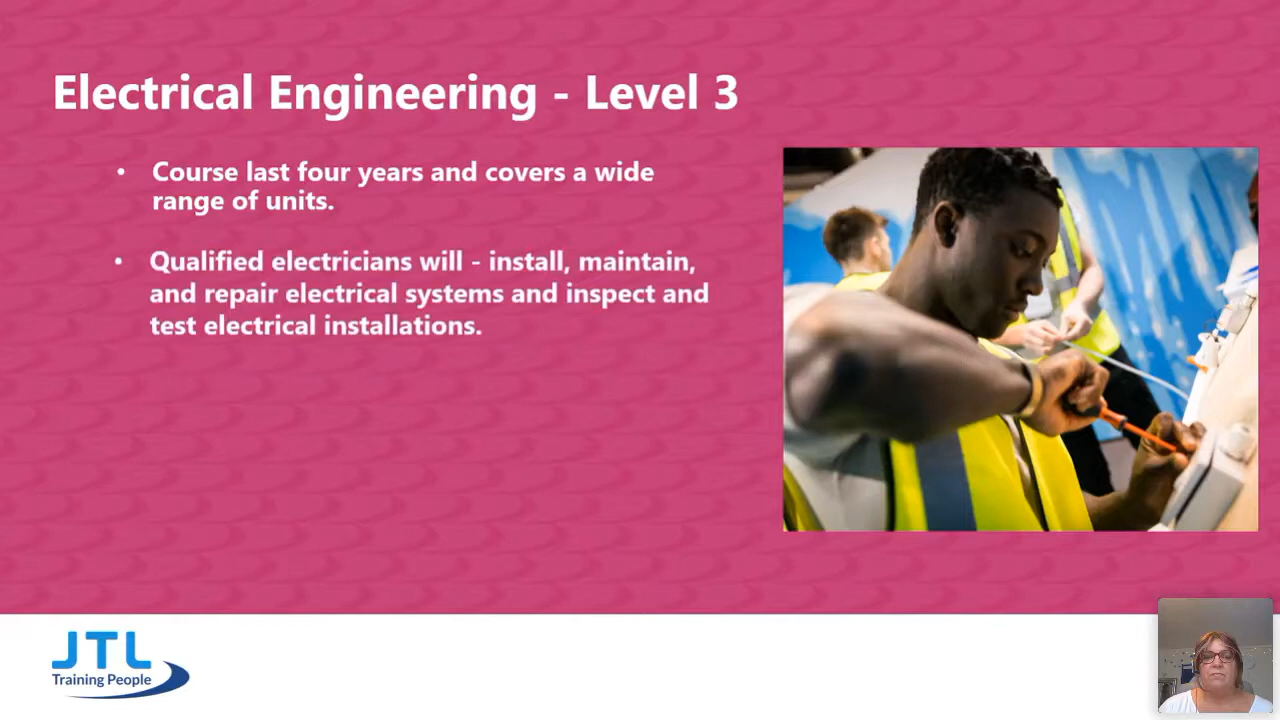 Electrical Engineering - Level 3
• Course last four years and covers a wide
range of units.
• Qualified electricians will - install, maintain,
and repair electrical systems and inspect and
test electrical installations.
JTL
Training People